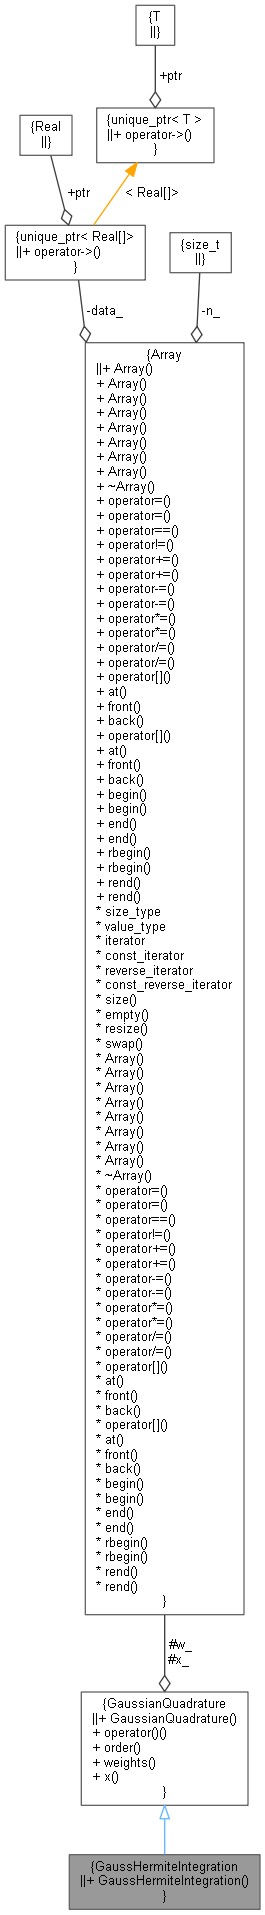 {T
||}
+ptr
{unique_ptr< T >
||+ operator->()
}
{Real
||}
+ptr
< Real[]>
{unique_ptr< Real[]>
||+ operator->()
}
{size_t
||}
-data_
-n_
{Array
||+ Array()
+ Array()
+ Array()
+ Array()
+ Array()
+ Array()
+ Array()
+ Array()
+ ~Array()
+ operator=()
+ operator=()
+ operator==()
+ operator!=()
+ operator+=()
+ operator+=()
+ operator-=()
+ operator-=()
+ operator*=()
+ operator*=()
+ operator/=()
+ operator/=()
+ operator[]()
+ at()
+ front()
+ back()
+ operator[]()
+ at()
+ front()
+ back()
+ begin()
+ begin()
+ end()
+ end()
+ rbegin()
+ rbegin()
+ rend()
+ rend()
* size_type
* value_type
* iterator
* const_iterator
* reverse_iterator
* const_reverse_iterator
* size()
* empty()
* resize()
* swap()
* Array()
* Array()
* Array()
* Array()
* Array()
* Array()
* Array()
* Array()
* ~Array()
* operator=()
* operator=()
* operator==()
* operator!=()
* operator+=()
* operator+=()
* operator-=()
* operator-=()
* operator*=()
* operator*=()
* operator/=()
* operator/=()
* operator[]()
* at()
* front()
* back()
* operator[]()
* at()
* front()
* back()
* begin()
* begin()
* end()
* end()
* rbegin()
* rbegin()
* rend()
* rend()
}
#w_
#x_
{GaussianQuadrature
||+ GaussianQuadrature()
+ operator()()
+ order()
+ weights()
+ x()
}
{GaussHermiteIntegration
||+ GaussHermiteIntegration()
}